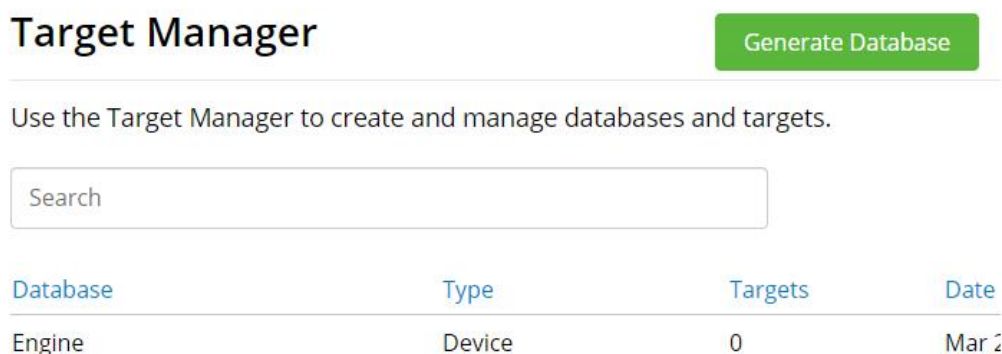 Target Manager
Generate Database
Use the Target Manager to create and manage databases and targets.
Search
Database Type Targets Date
Engine Device 0 Mar